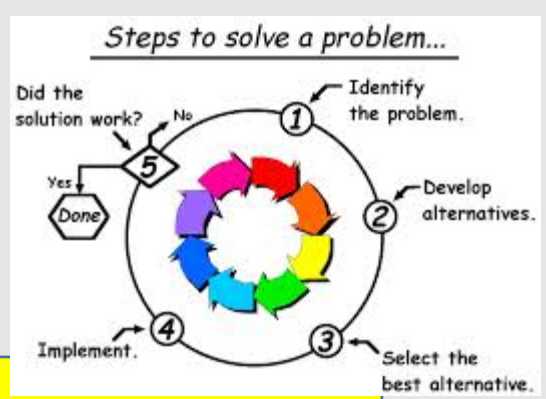 Steps to solve a problem...
Identify
the problem.
1
Develop
alternatives.
2
Select the
best alternative.
3
Implement.
4
Did the
solution work?
5
No
Yes
Done